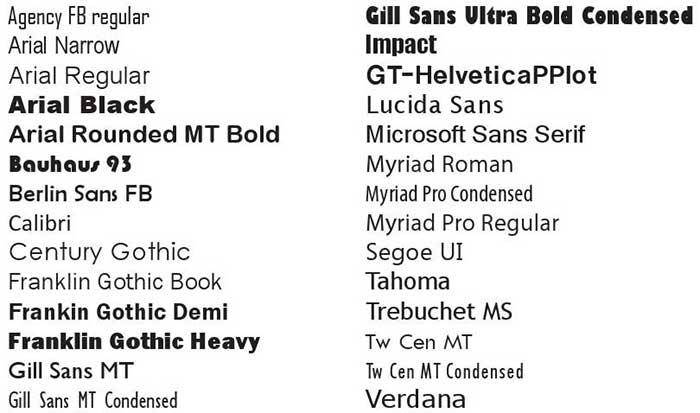 Agency FB regular
Arial Narrow
Arial Regular
Arial Black
Arial Rounded MT Bold
Bauhaus 93
Berlin Sans FB
Calibri
Century Gothic
Franklin Gothic Book
Frankin Gothic Demi
Franklin Gothic Heavy
Gill Sans MT
Gill Sans MT Condensed
Gill Sans Ultra Bold Condensed
Impact
GT-HelveticaPPlot
Lucida Sans
Microsoft Sans Serif
Myriad Roman
Myriad Pro Condensed
Myriad Pro Regular
Segoe UI
Tahoma
Trebuchet MS
Tw Cen MT
Tw Cen MT Condensed
Verdana